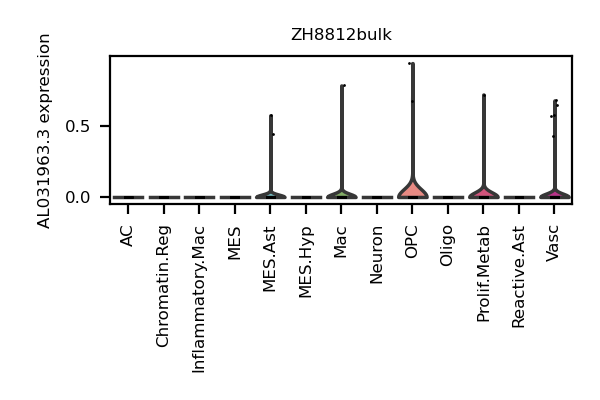 ZH8812bulk
AL031963.3 expression
0.5
0.0
AC
Chromatin.Reg
Inflammatory.Mac
MES
MES.Ast
MES.Hyp
Mac
Neuron
OPC
Oligo
Prolif.Metab
Reactive.Ast
Vasc